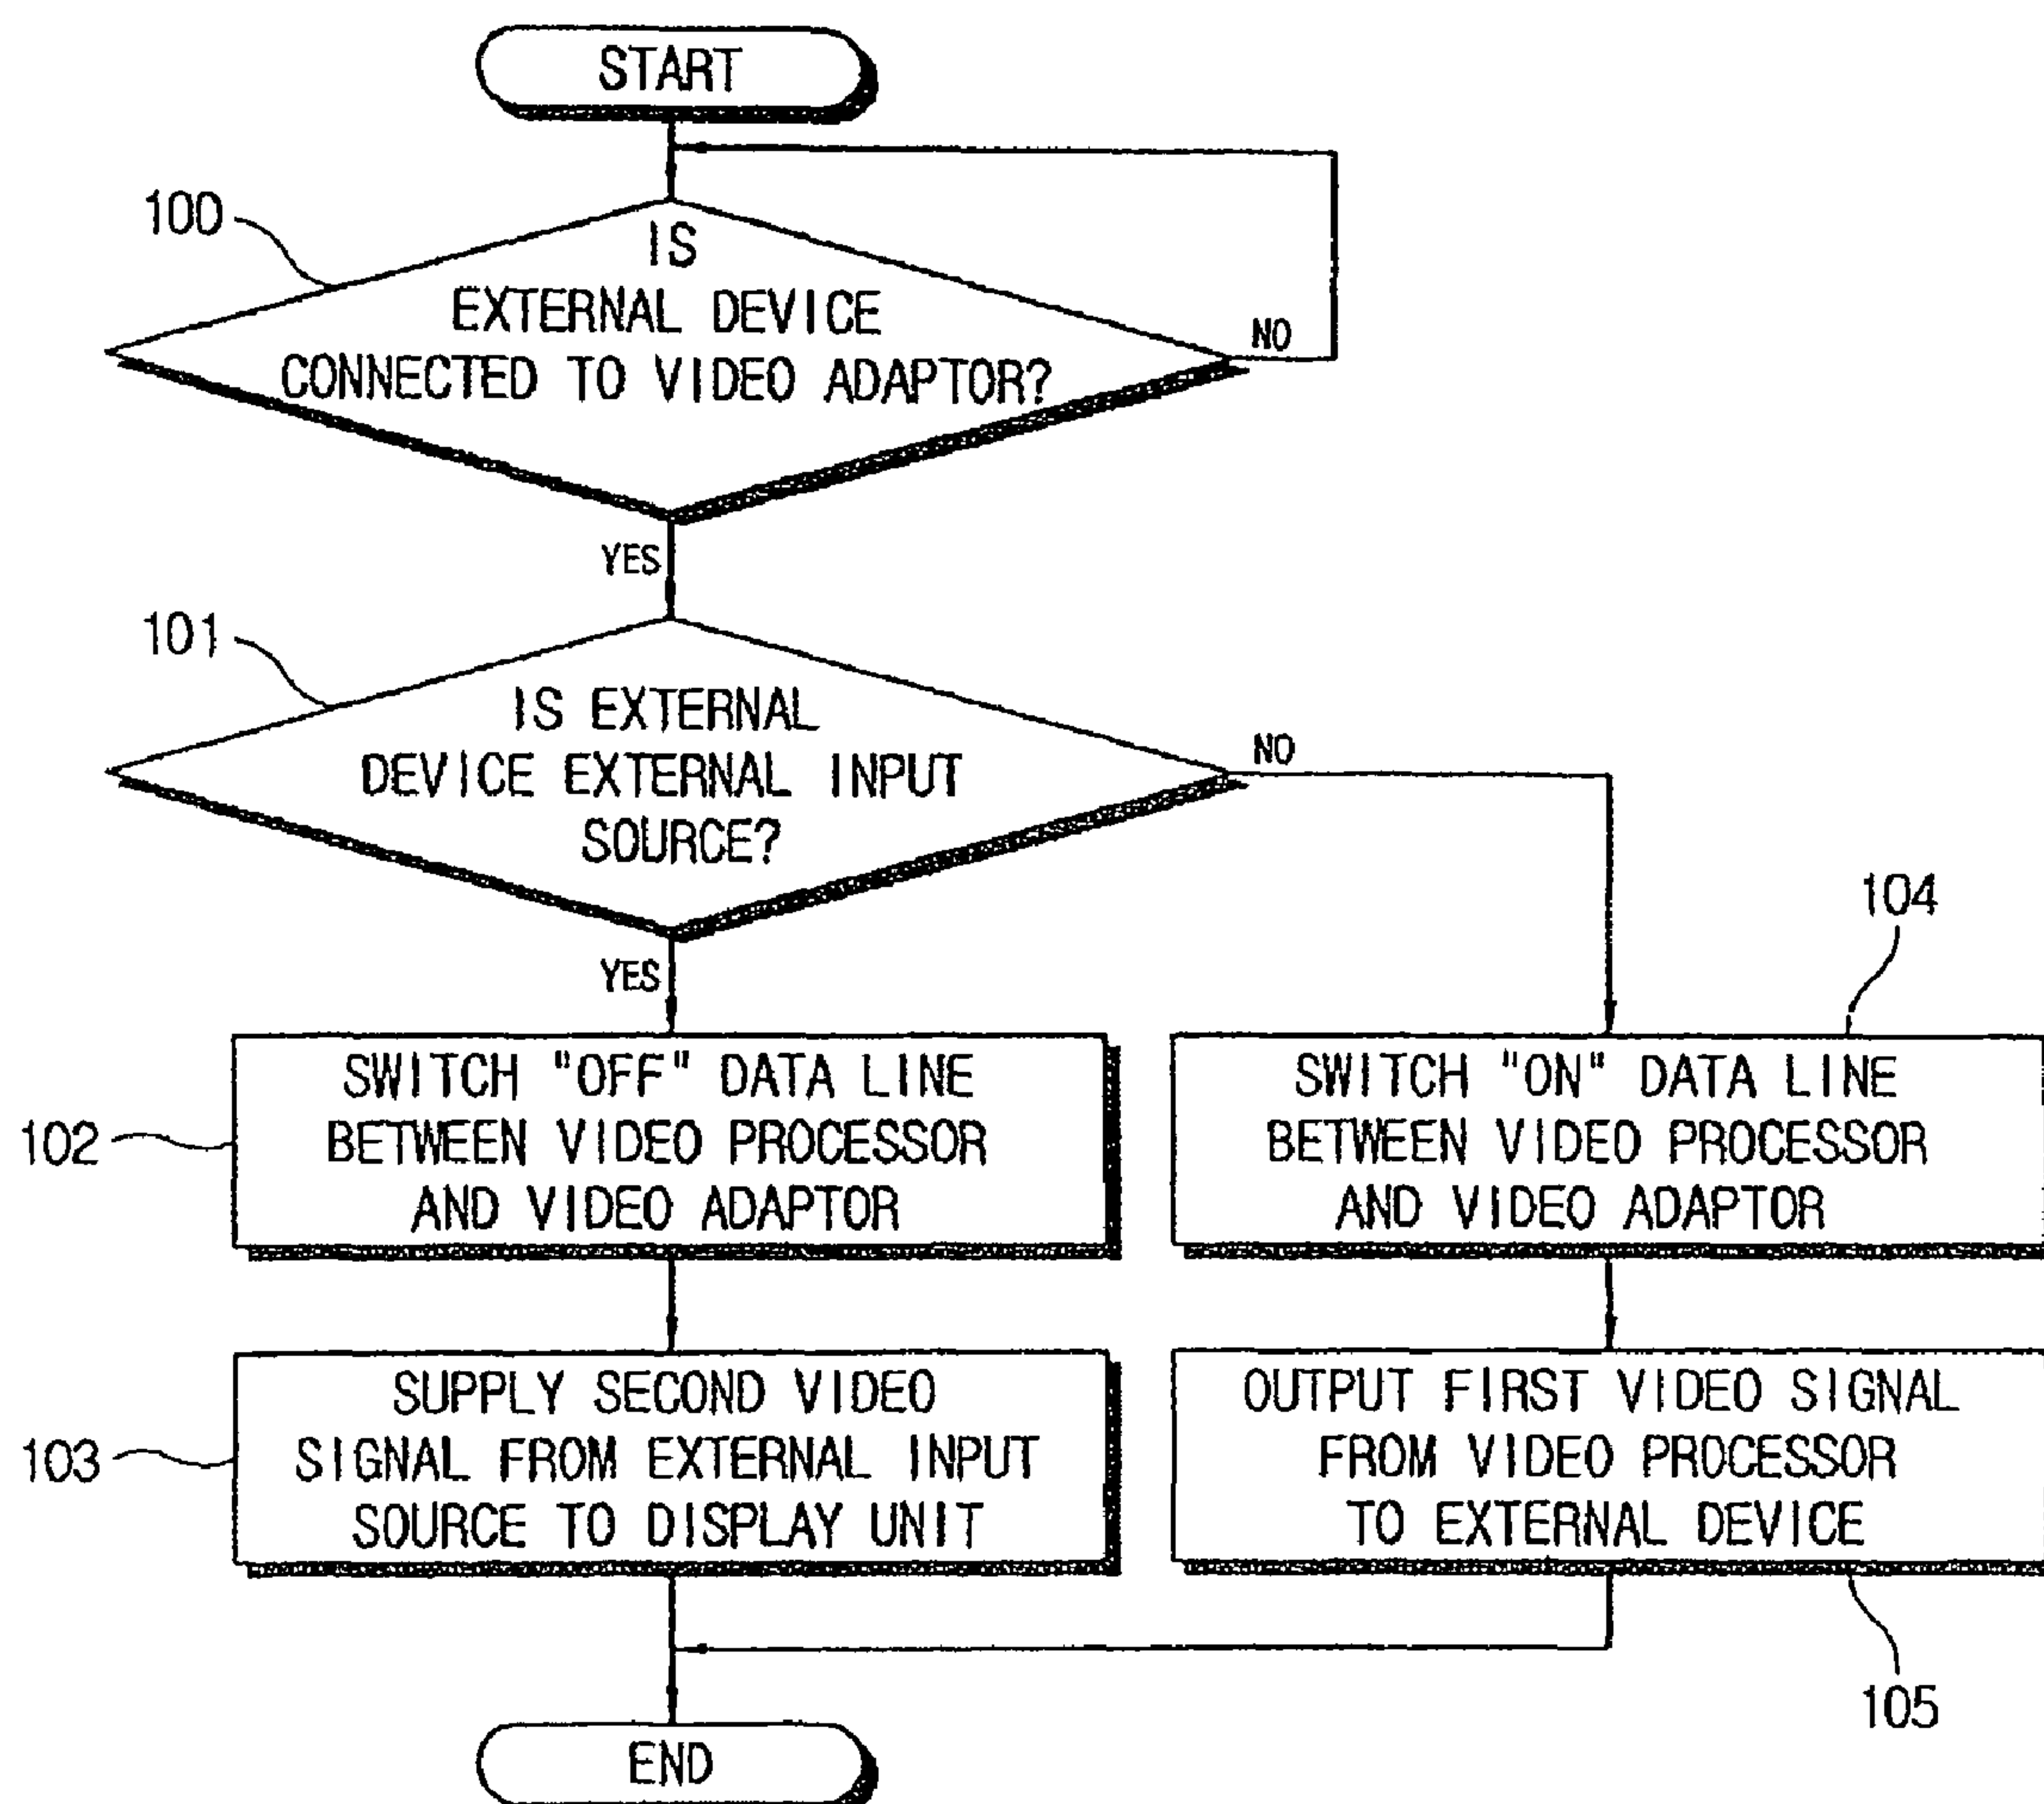 START
100
IS
EXTERNAL DEVICE
CONNECTED TO VIDEO ADAPTOR?
NO
YES
101
IS EXTERNAL
DEVICE EXTERNAL INPUT
SOURCE?
NO
YES
102
SWITCH "OFF" DATA LINE
BETWEEN VIDEO PROCESSOR
AND VIDEO ADAPTOR
104
SWITCH "ON" DATA LINE
BETWEEN VIDEO PROCESSOR
AND VIDEO ADAPTOR
103
SUPPLY SECOND VIDEO
SIGNAL FROM EXTERNAL INPUT
SOURCE TO DISPLAY UNIT
OUTPUT FIRST VIDEO SIGNAL
FROM VIDEO PROCESSOR
TO EXTERNAL DEVICE
105
END